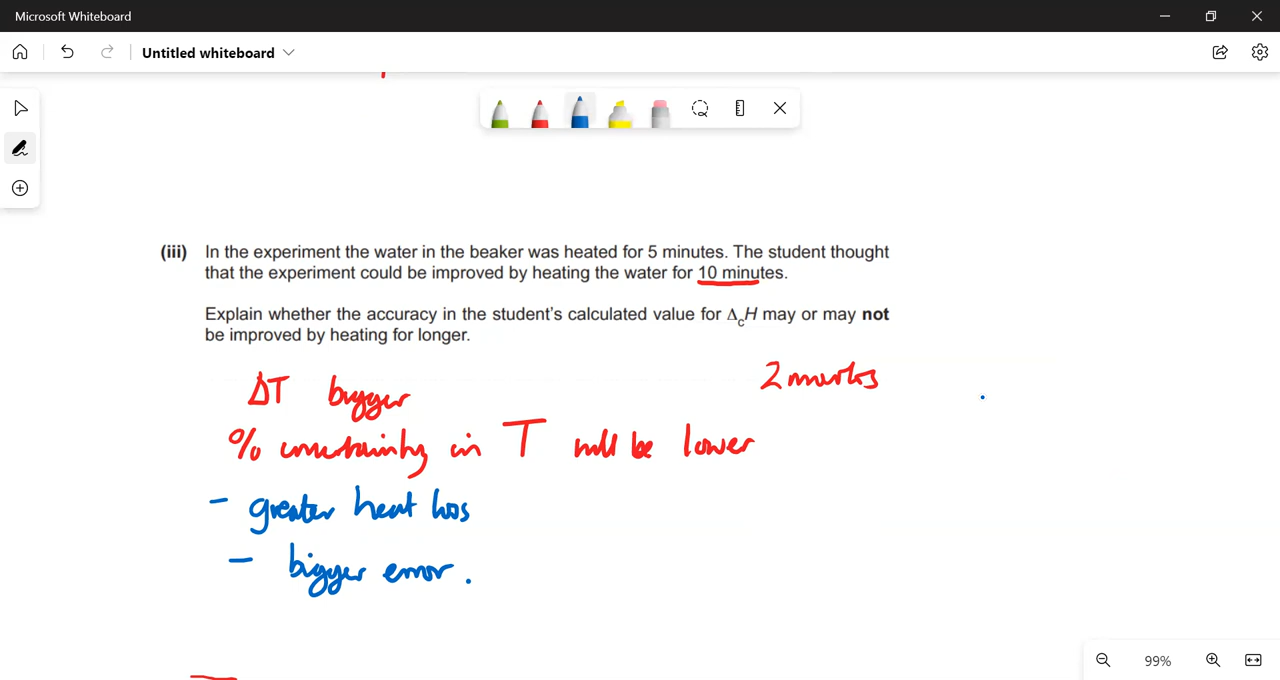 Microsoft Whiteboard
Untitled whiteboard
(iii) In the experiment the water in the beaker was heated for 5 minutes. The student thought
that the experiment could be improved by heating the water for 10 minutes.
Explain whether the accuracy in the student's calculated value for ΔcH may or may not
be improved by heating for longer.
2 marks
ΔT bigger
% uncertainty in T will be lower
- greater heat loss
- bigger error.
99%